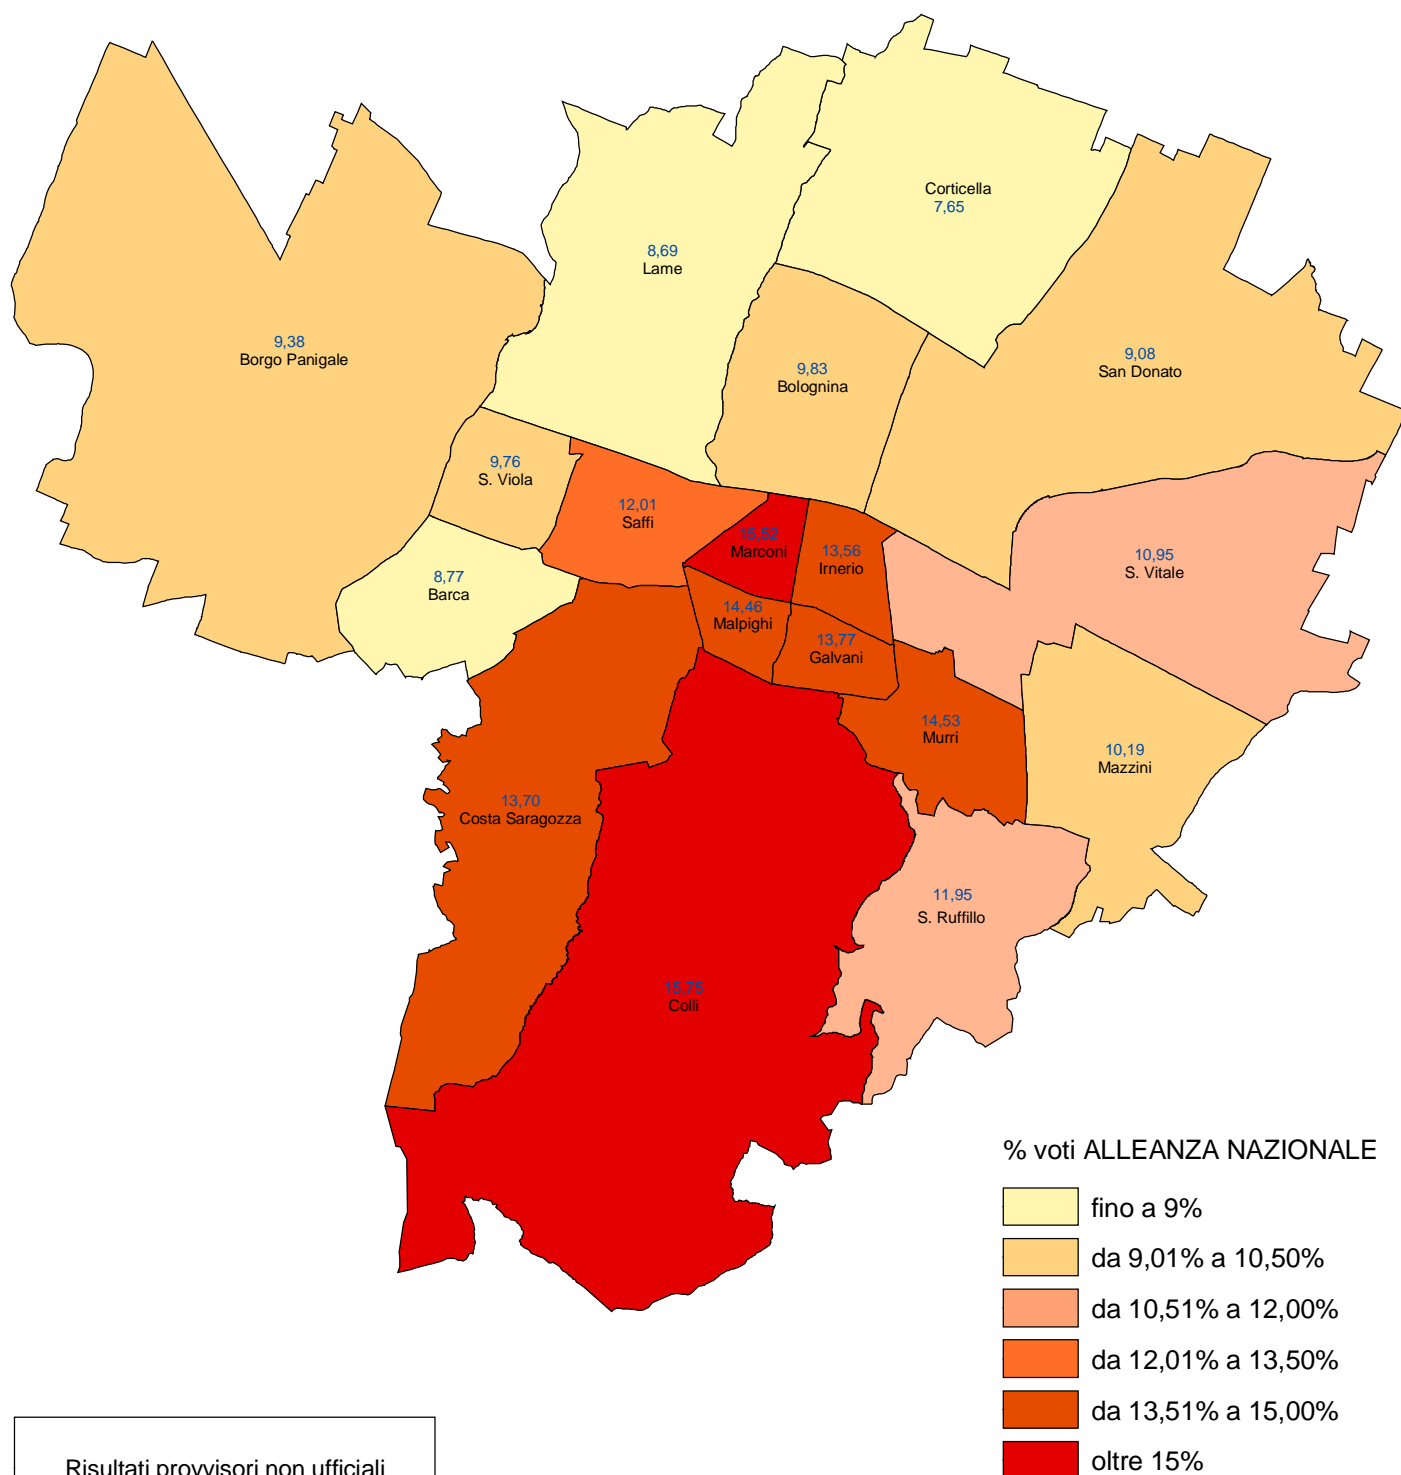 Corticella
7,65
8,69
Lame
9,38
Borgo Panigale
9,08
San Donato
9,83
Bolognina
9,76
S. Viola
12,01
Saffi
15,52
Marconi
13,56
Irnerio
10,95
S. Vitale
8,77
Barca
14,46
Malpighi
13,77
Galvani
14,53
Murri
10,19
Mazzini
13,70
Costa Saragozza
11,95
S. Ruffillo
15,75
Colli
% voti ALLEANZA NAZIONALE
fino a 9%
da 9,01% a 10,50%
da 10,51% a 12,00%
da 12,01% a 13,50%
da 13,51% a 15,00%
oltre 15%
Risultati provvisori non ufficiali